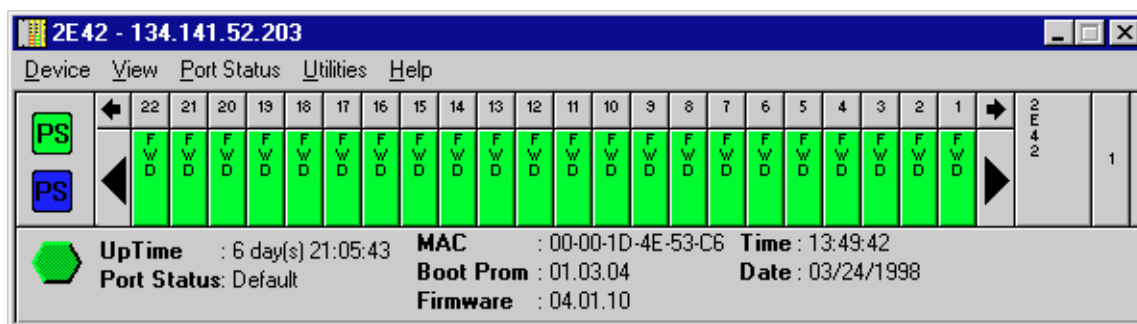 2E42 - 134.141.52.203
Device View Port Status Utilities Help
PS
22 21 20 19 18 17 16 15 14 13 12 11 10 9 8 7 6 5 4 3 2 1
FWD FWD FWD FWD FWD FWD FWD FWD FWD FWD FWD FWD FWD FWD FWD FWD FWD FWD FWD FWD FWD FWD
2E42
1
PS
UpTime : 6 day(s) 21:05:43
Port Status: Default
MAC : 00-00-1D-4E-53-C6
Boot Prom : 01.03.04
Firmware : 04.01.10
Time : 13:49:42
Date : 03/24/1998